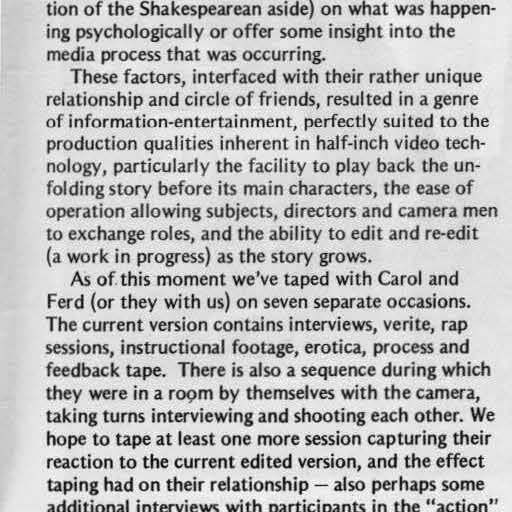 tion of the Shakespearean aside) on what was happen-
ing psychologically or offer some insight into the
media process that was occurring.
These factors, interfaced with their rather unique
relationship and circle of friends, resulted in a genre
of information-entertainment, perfectly suited to the
production qualities inherent in half-inch video tech-
nology, particularly the facility to play back the un-
folding story before its main characters, the ease of
operation allowing subjects, directors and camera men
to exchange roles, and the ability to edit and re-edit
(a work in progress) as the story grows.
As of this moment we've taped with Carol and
Ferd (or they with us) on seven separate occasions.
The current version contains interviews, verite, rap
sessions, instructional footage, erotica, process and
feedback tape. There is also a sequence during which
they were in a room by themselves with the camera,
taking turns interviewing and shooting each other. We
hope to tape at least one more session capturing their
reaction to the current edited version, and the effect
taping had on their relationship — also perhaps some
additional interviews with participants in the "action"